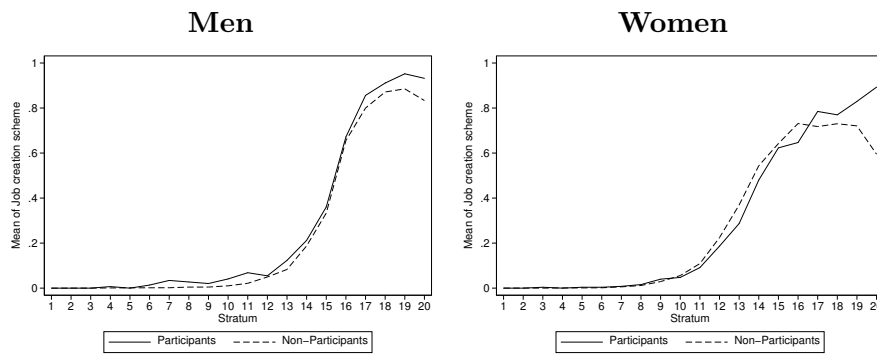 Men
Mean of Job creation scheme
1
.8
.6
.4
.2
0
1 2 3 4 5 6 7 8 9 10 11 12 13 14 15 16 17 18 19 20
Stratum
Participants Non-Participants
Women
Mean of Job creation scheme
1
.8
.6
.4
.2
0
1 2 3 4 5 6 7 8 9 10 11 12 13 14 15 16 17 18 19 20
Stratum
Participants Non-Participants